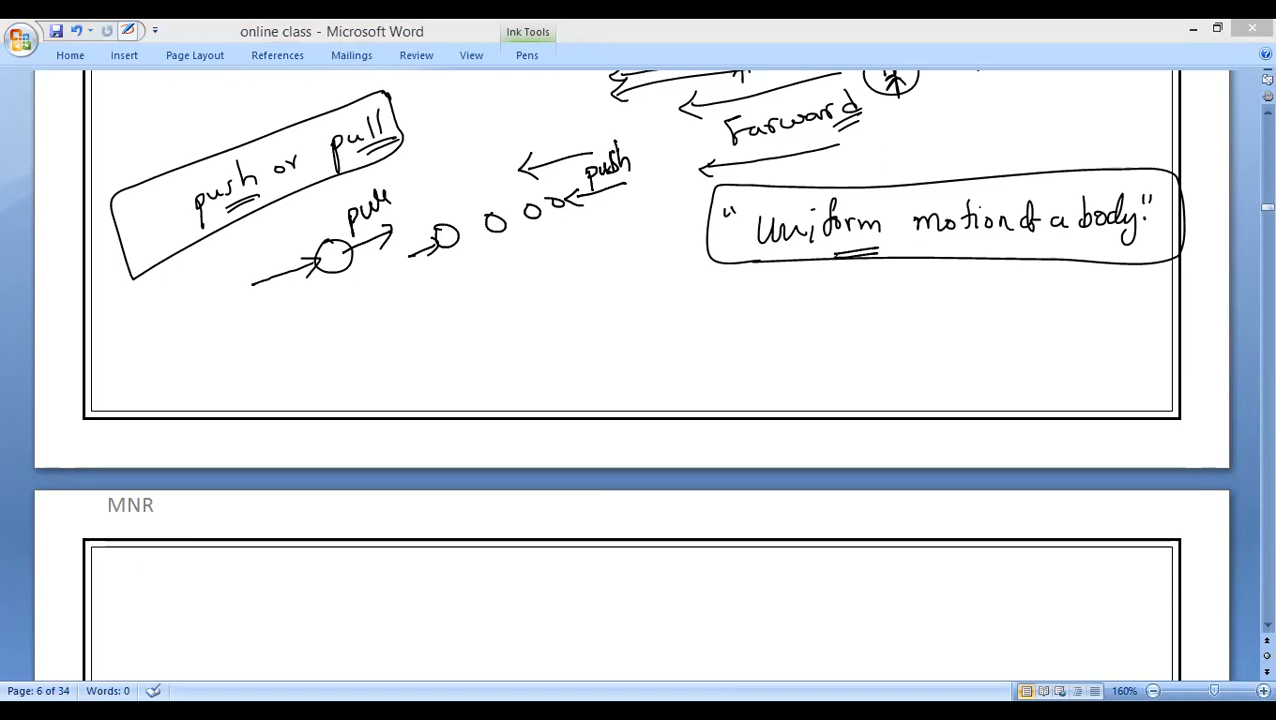 online class - Microsoft Word
Ink Tools
Home Insert Page Layout References Mailings Review View Pens
push or pull
Farward
push
pull
"uniform motion of a body."
MNR
Page: 6 of 34 Words: 0
160%